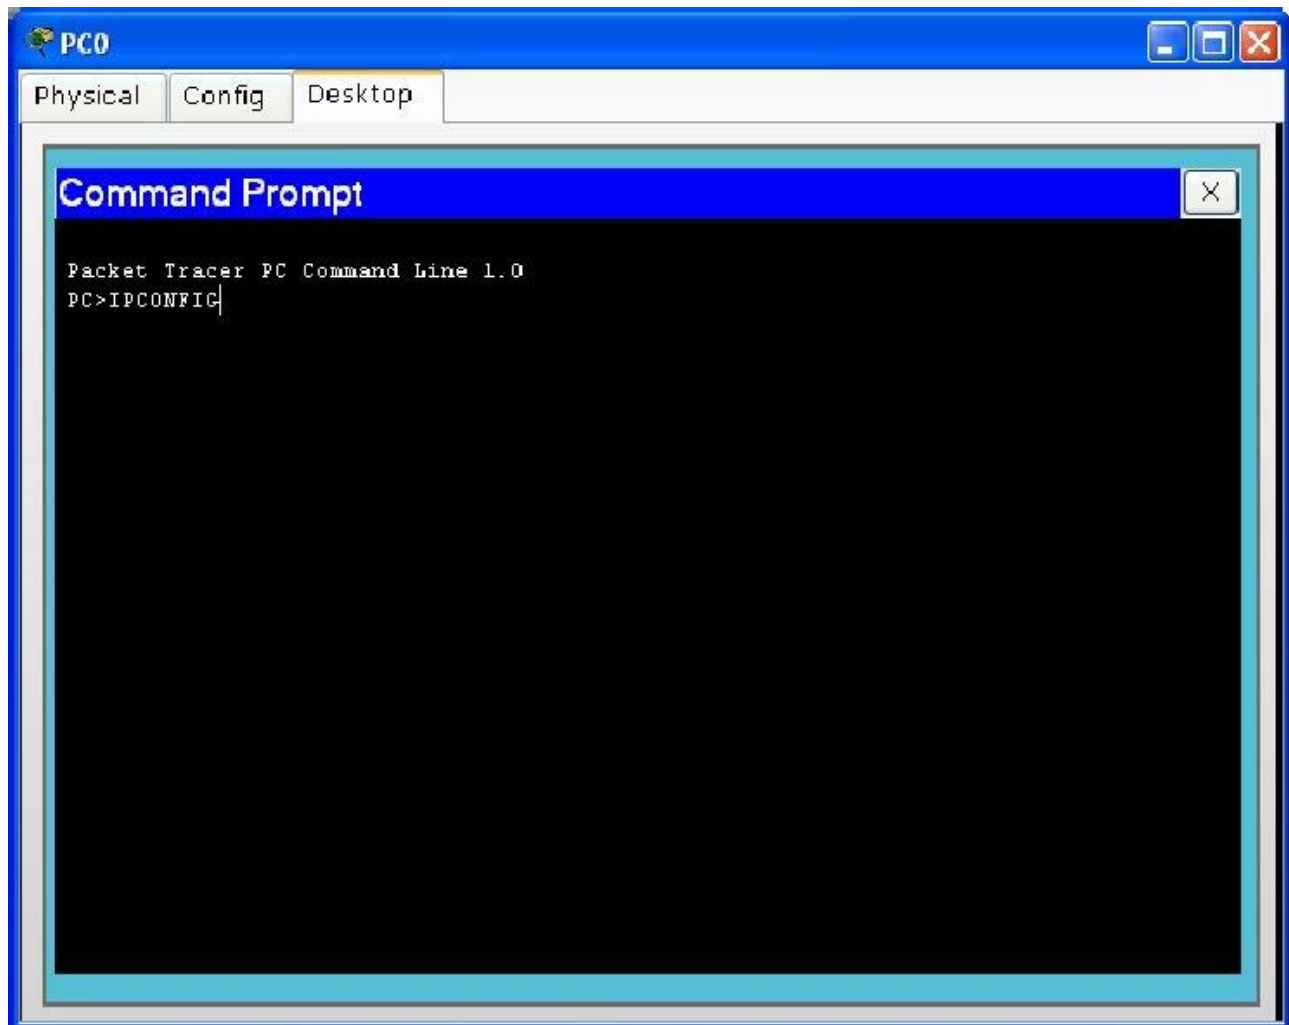 PC0
Physical Config Desktop
Command Prompt
X
Packet Tracer PC Command Line 1.0
PC>IPCONFIG